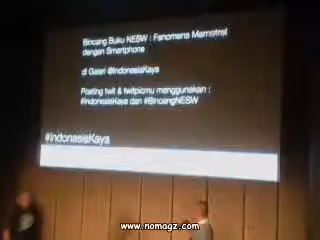 Bincang Buku NESW : Fenomena Memotret
dengan Smartphone
di Galeri @IndonesiaKaya
Posting twit & twitpicmu menggunakan :
#IndonesiaKaya dan #BincangNESW
#IndonesiaKaya
www.nomagz.com